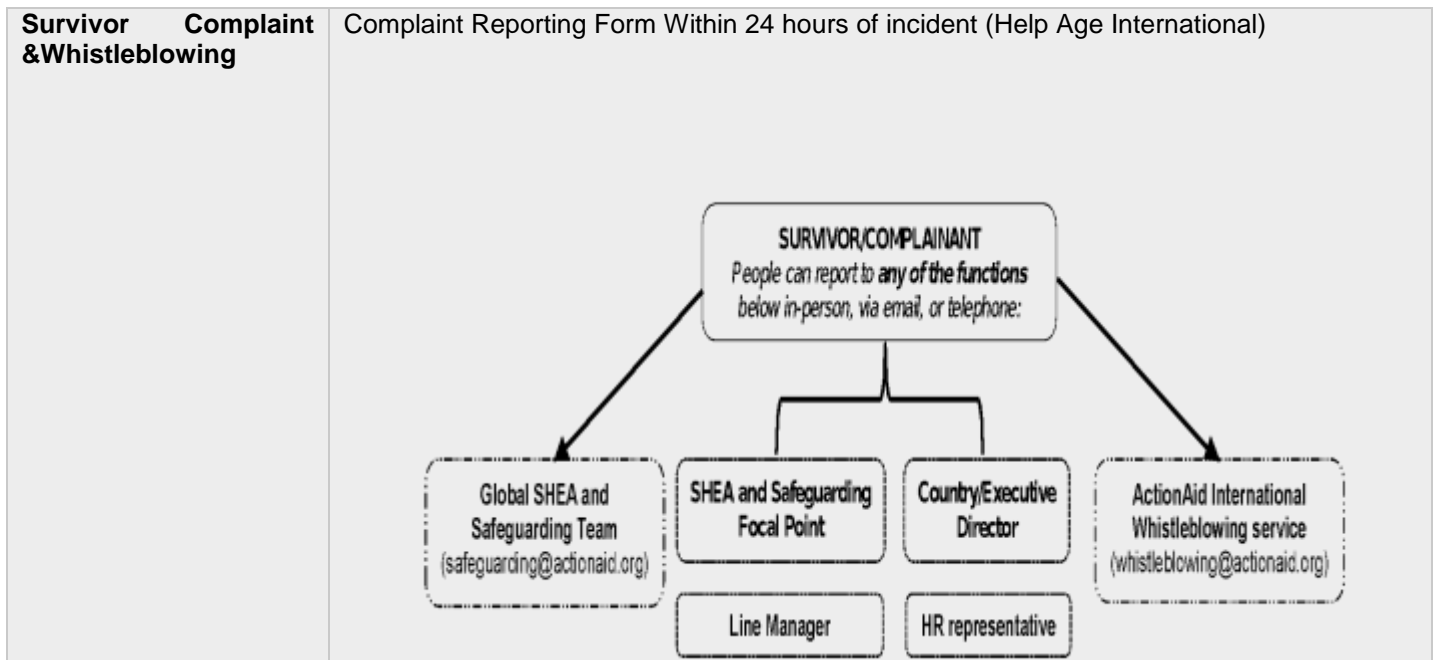 Survivor Complaint
&Whistleblowing
Complaint Reporting Form Within 24 hours of incident (Help Age International)
SURVIVOR/COMPLAINANT
People can report to any of the functions
below in-person, via email, or telephone:
Global SHEA and
Safeguarding Team
(safeguarding@actionaid.org)
SHEA and Safeguarding
Focal Point
Country/Executive
Director
ActionAid International
Whistleblowing service
(whistleblowing@actionaid.org)
Line Manager
HR representative